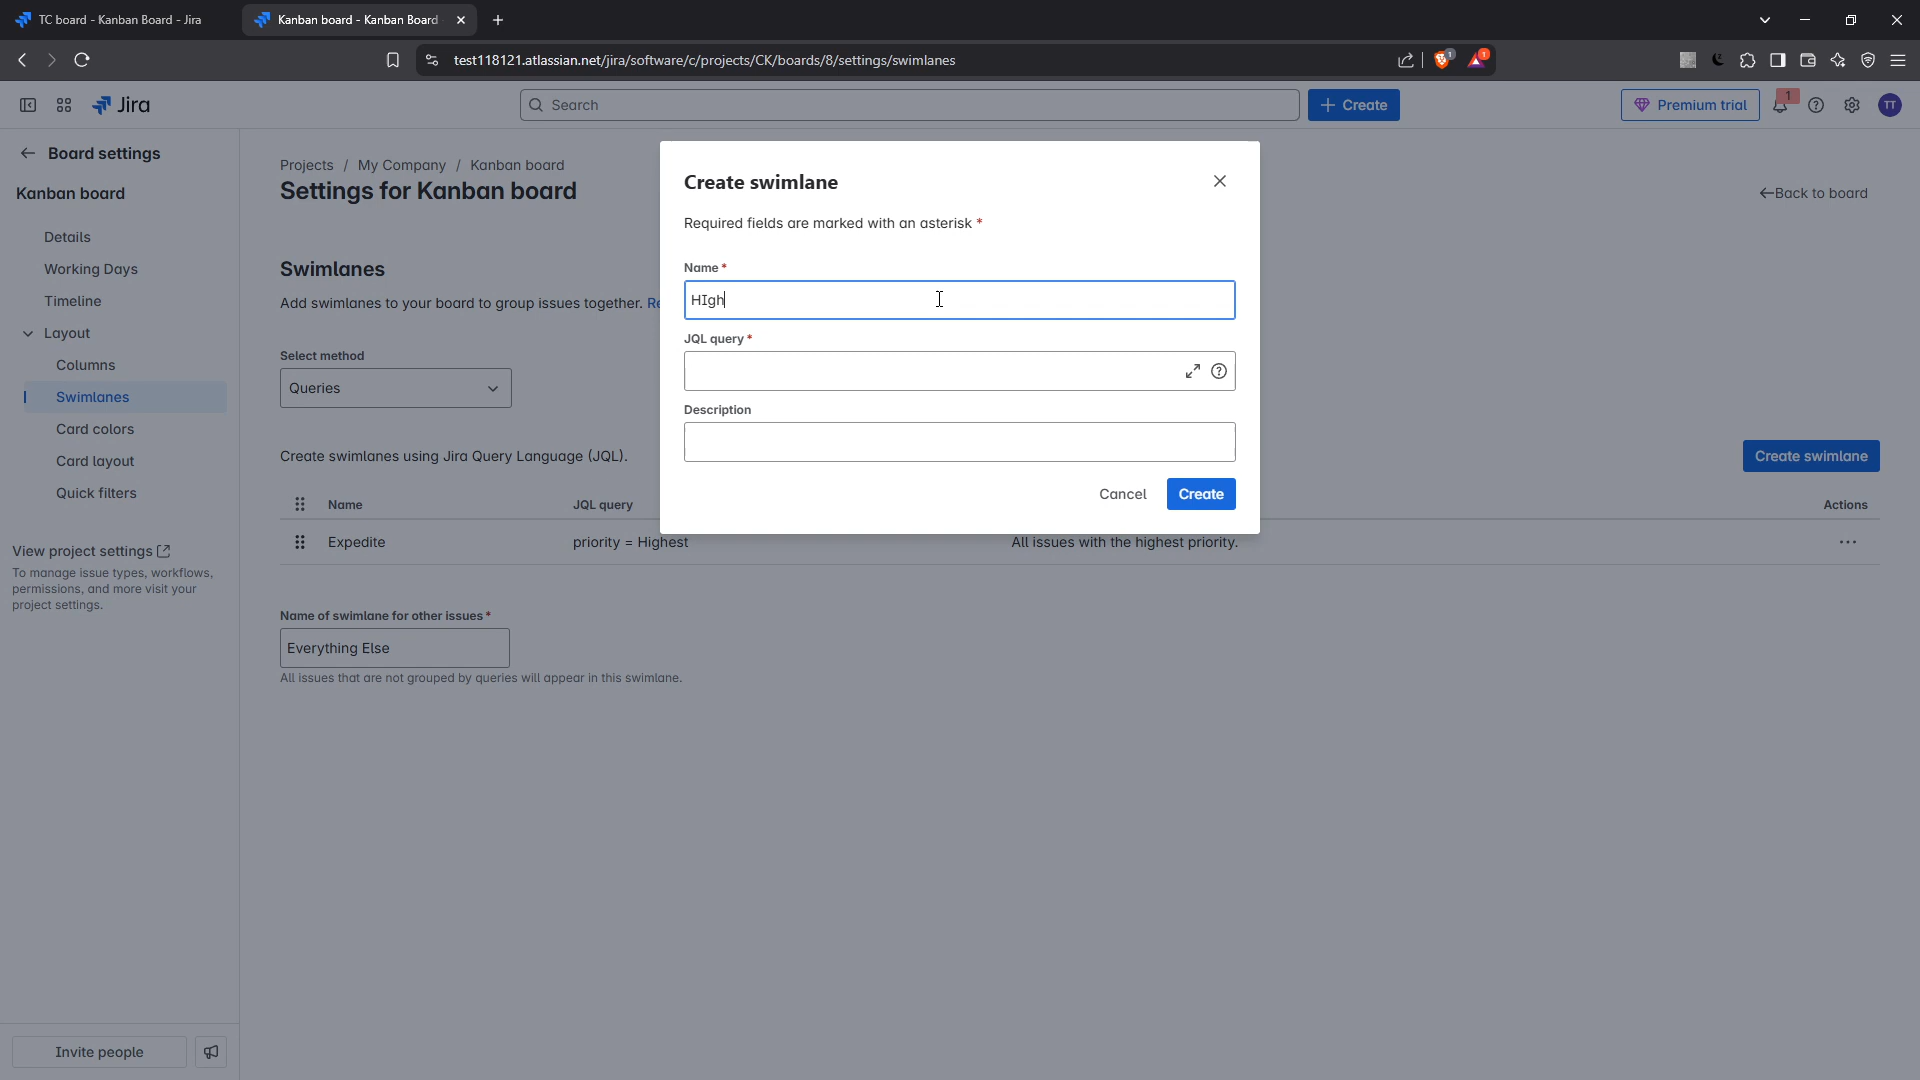 TC board - Kanban Board - Jira
Kanban board - Kanban Board
test118121.atlassian.net/jira/software/c/projects/CK/boards/8/settings/swimlanes
1
1
Jira
Search
Create
Premium trial
1
TT
Board settings
Kanban board
Details
Working Days
Timeline
Layout
Columns
Swimlanes
Card colors
Card layout
Quick filters
View project settings
To manage issue types, workflows,
permissions, and more visit your
project settings.
Invite people
Projects / My Company / Kanban board
Settings for Kanban board
Back to board
Swimlanes
Add swimlanes to your board to group issues together.
Select method
Queries
Create swimlanes using Jira Query Language (JQL).
Create swimlane
Name JQL query Actions
Expedite priority = Highest All issues with the highest priority.
Name of swimlane for other issues *
Everything Else
All issues that are not grouped by queries will appear in this swimlane.
Create swimlane
Required fields are marked with an asterisk *
Name *
HIgh
JQL query *
Description
Cancel
Create